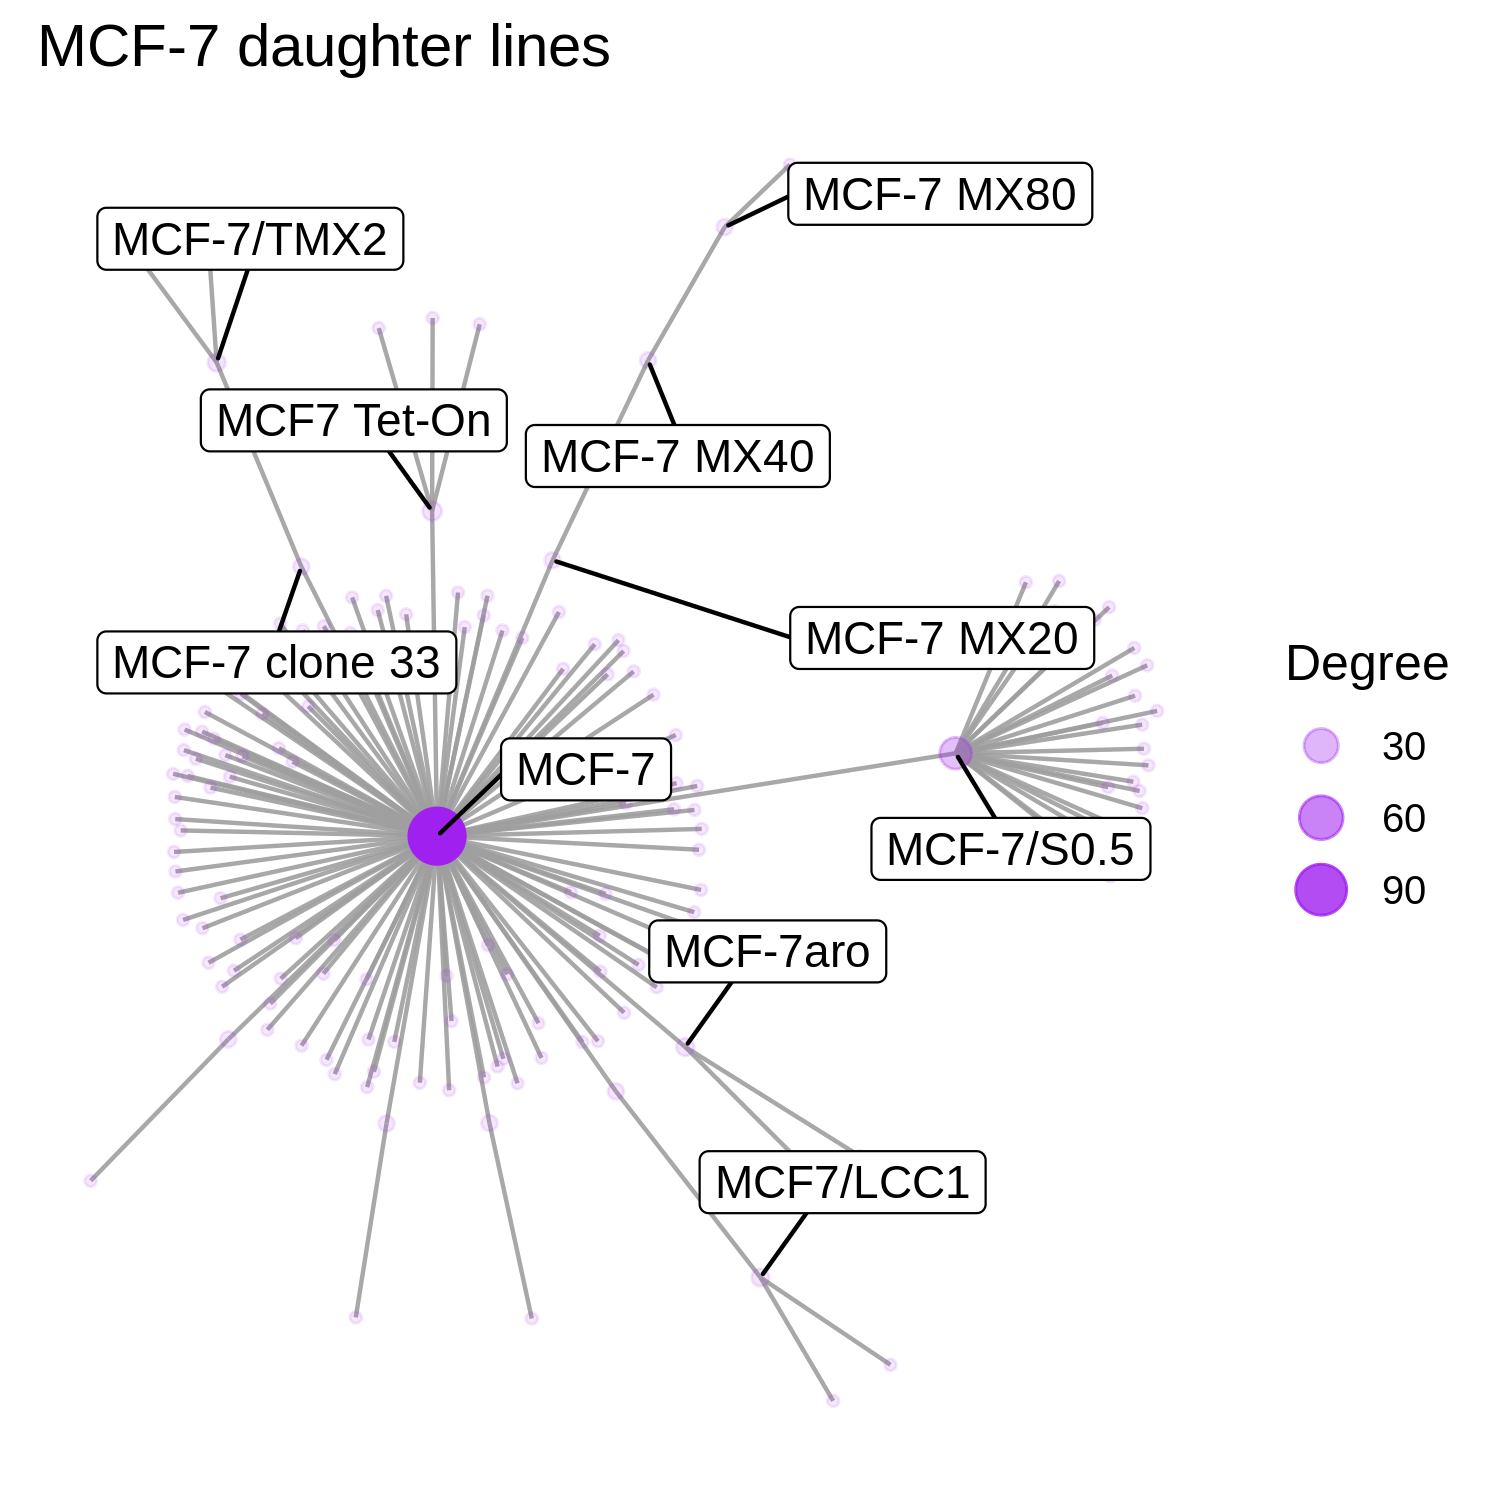 MCF-7 daughter lines
MCF-7 MX80
MCF-7/TMX2
MCF7 Tet-On
MCF-7 MX40
MCF-7 MX20
MCF-7 clone 33
MCF-7
MCF-7/S0.5
MCF-7aro
MCF7/LCC1
Degree
30
60
90